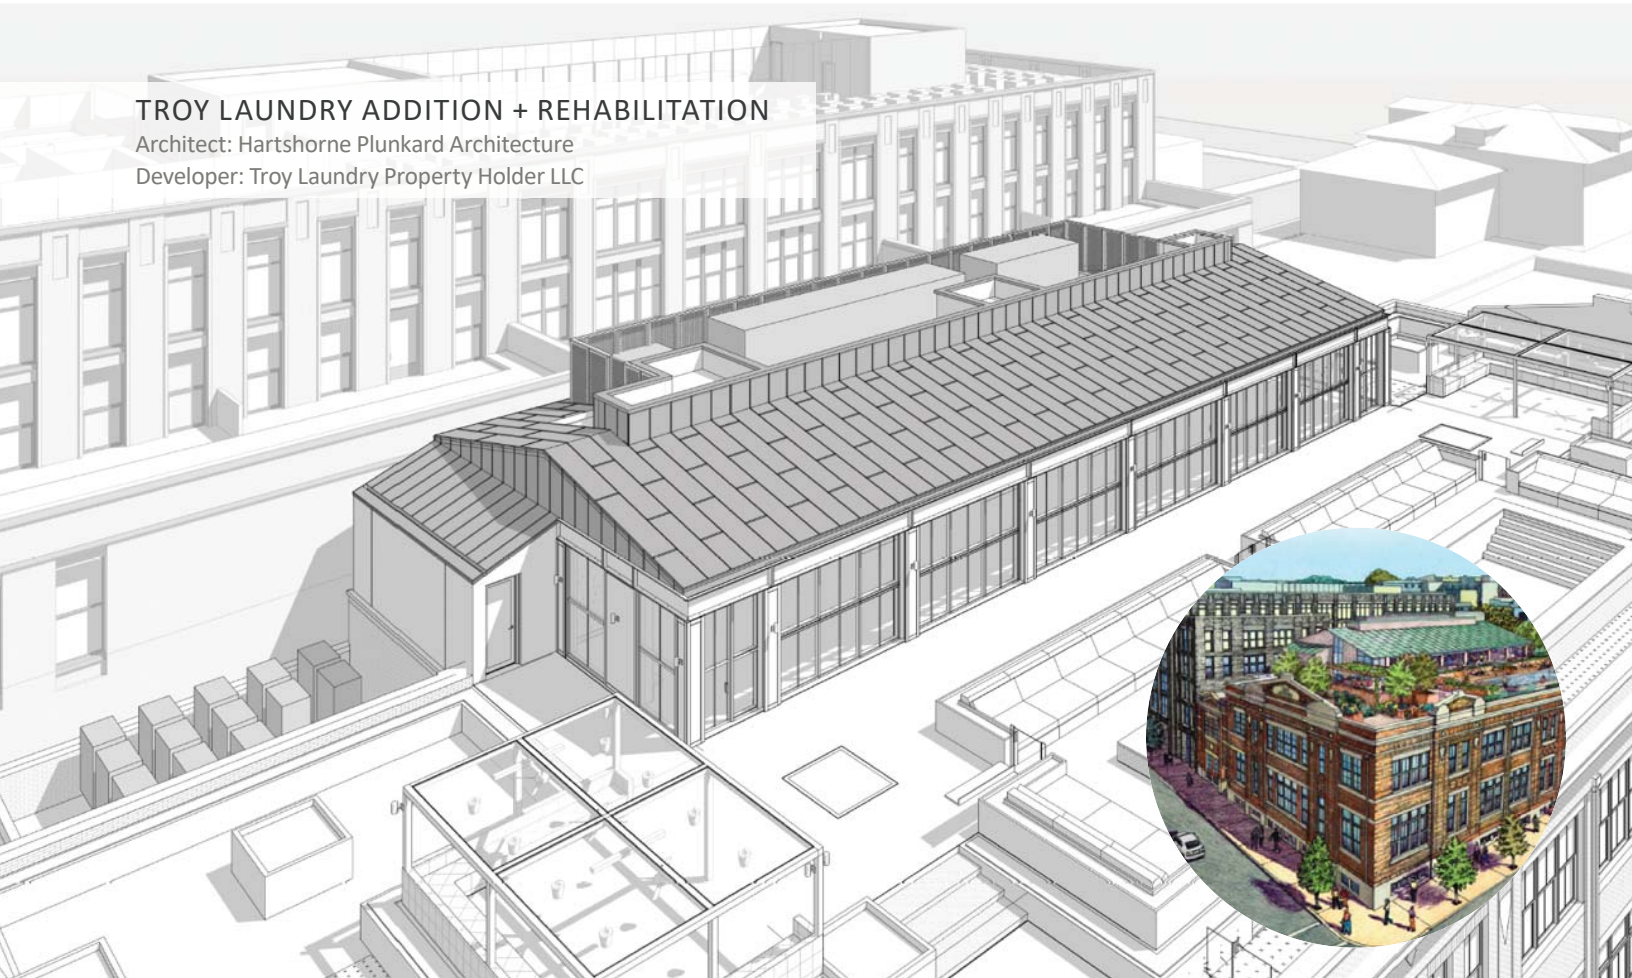 TROY LAUNDRY ADDITION + REHABILITATION
Architect: Hartshorne Plunkard Architecture
Developer: Troy Laundry Property Holder LLC